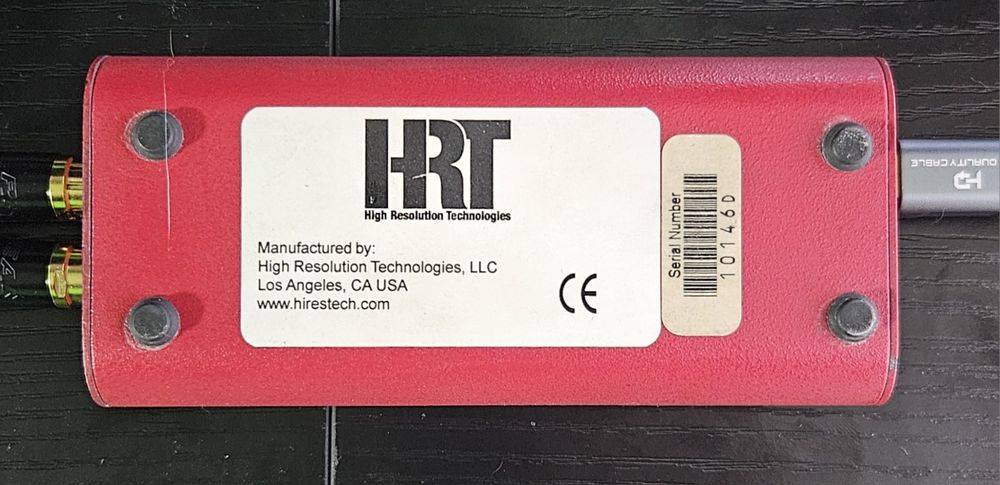 HRT
High Resolution Technologies
Manufactured by:
High Resolution Technologies, LLC
Los Angeles, CA USA
www.hirestech.com
CE
Serial Number
10146D
QUALITY CABLE